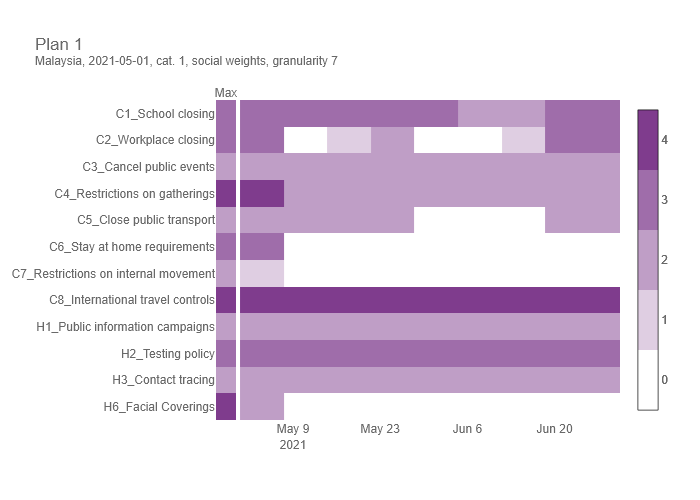 Plan 1
Malaysia, 2021-05-01, cat. 1, social weights, granularity 7
Max
C1_School closing
C2_Workplace closing
C3_Cancel public events
C4_Restrictions on gatherings
C5_Close public transport
C6_Stay at home requirements
C7_Restrictions on internal movement
C8_International travel controls
H1_Public information campaigns
H2_Testing policy
H3_Contact tracing
H6_Facial Coverings
May 9
2021
May 23
Jun 6
Jun 20
4
3
2
1
0